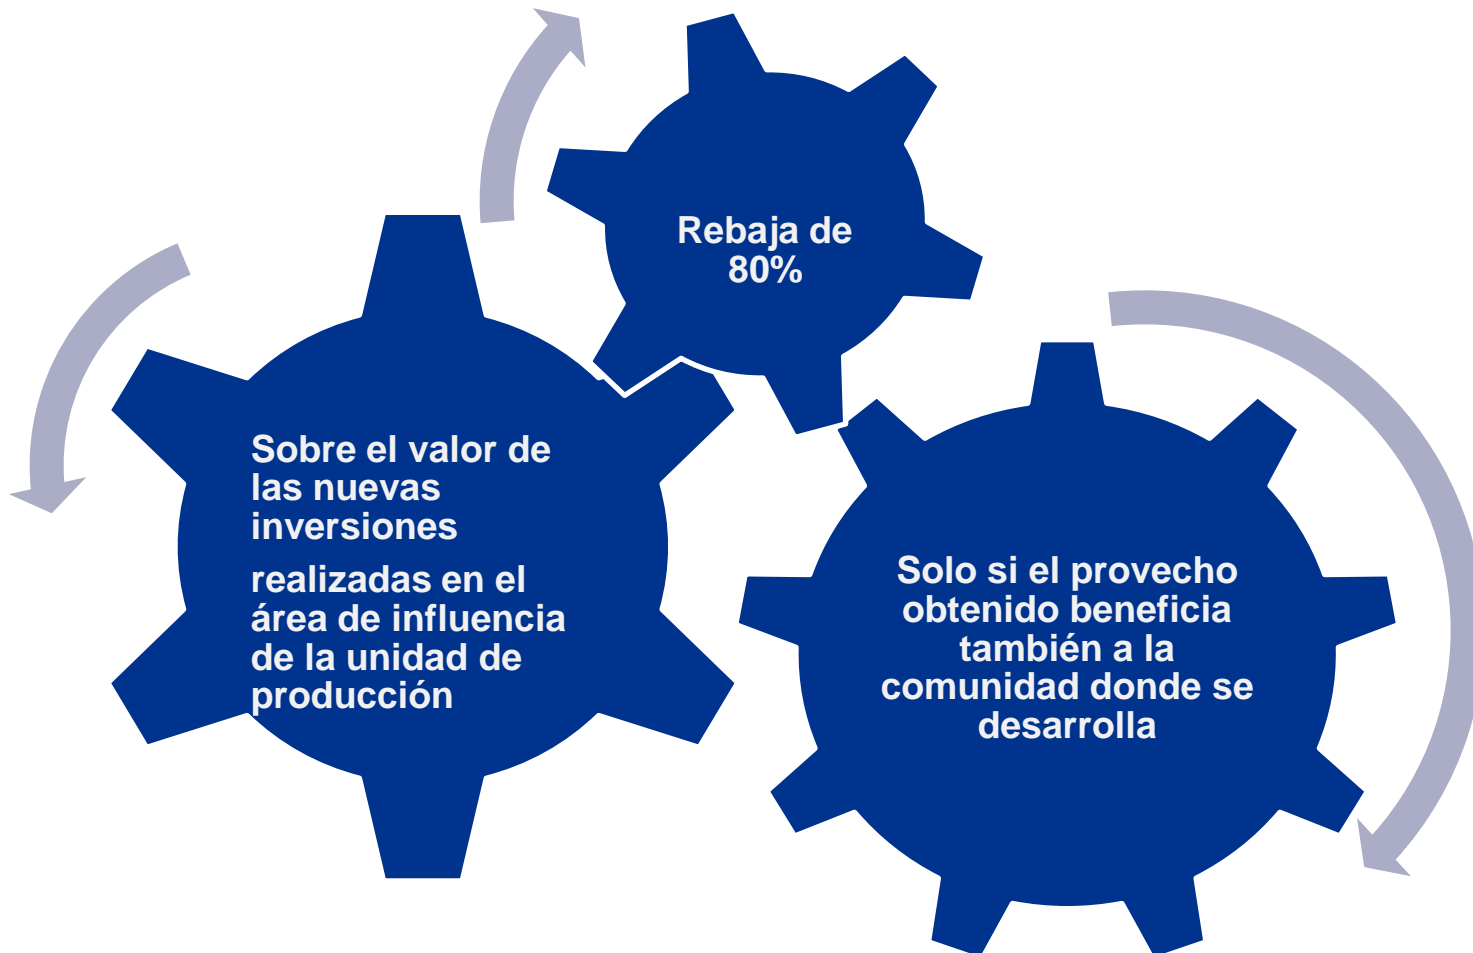 Rebaja de
80%
Sobre el valor de
las nuevas
inversiones
realizadas en el
área de influencia
de la unidad de
producción
Solo si el provecho
obtenido beneficia
también a la
comunidad donde se
desarrolla